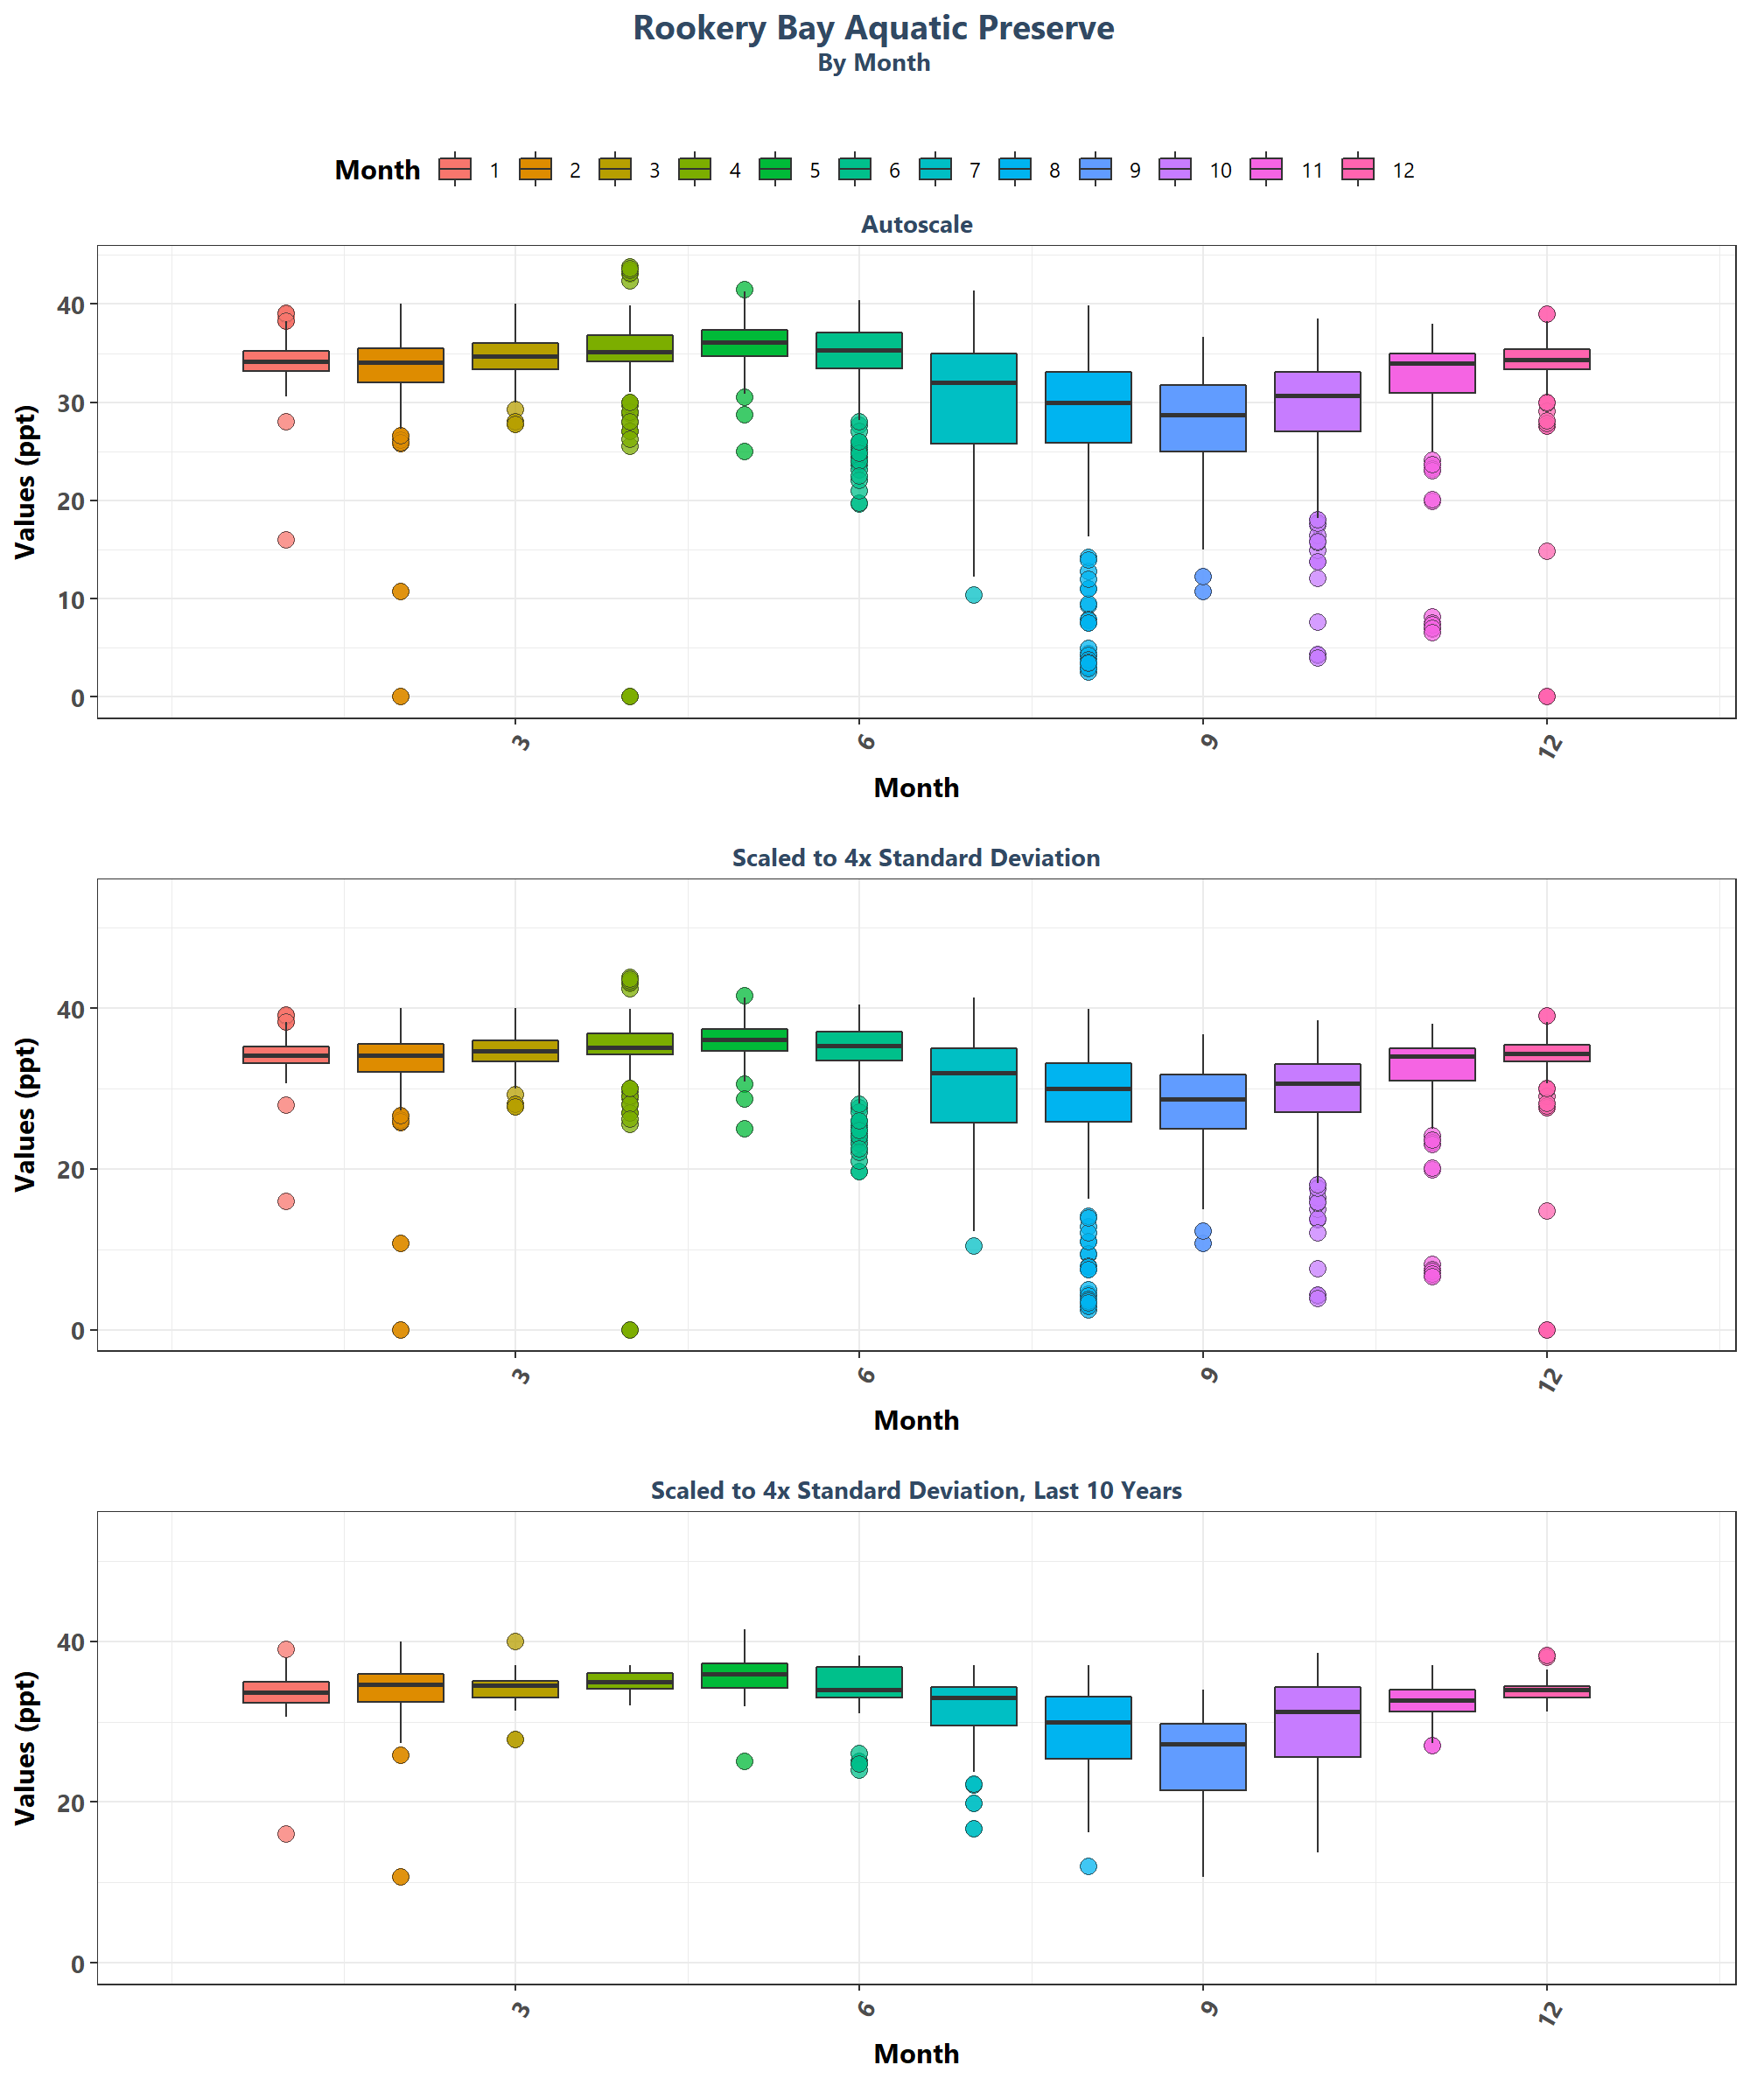 Rookery Bay Aquatic Preserve
By Month
Month 1 2 3 4 5 6 7 8 9 10 11 12
Autoscale
Values (ppt)
40
30
20
10
0
3 6 9 12
Month
Scaled to 4x Standard Deviation
Values (ppt)
40
20
0
3 6 9 12
Month
Scaled to 4x Standard Deviation, Last 10 Years
Values (ppt)
40
20
0
3 6 9 12
Month